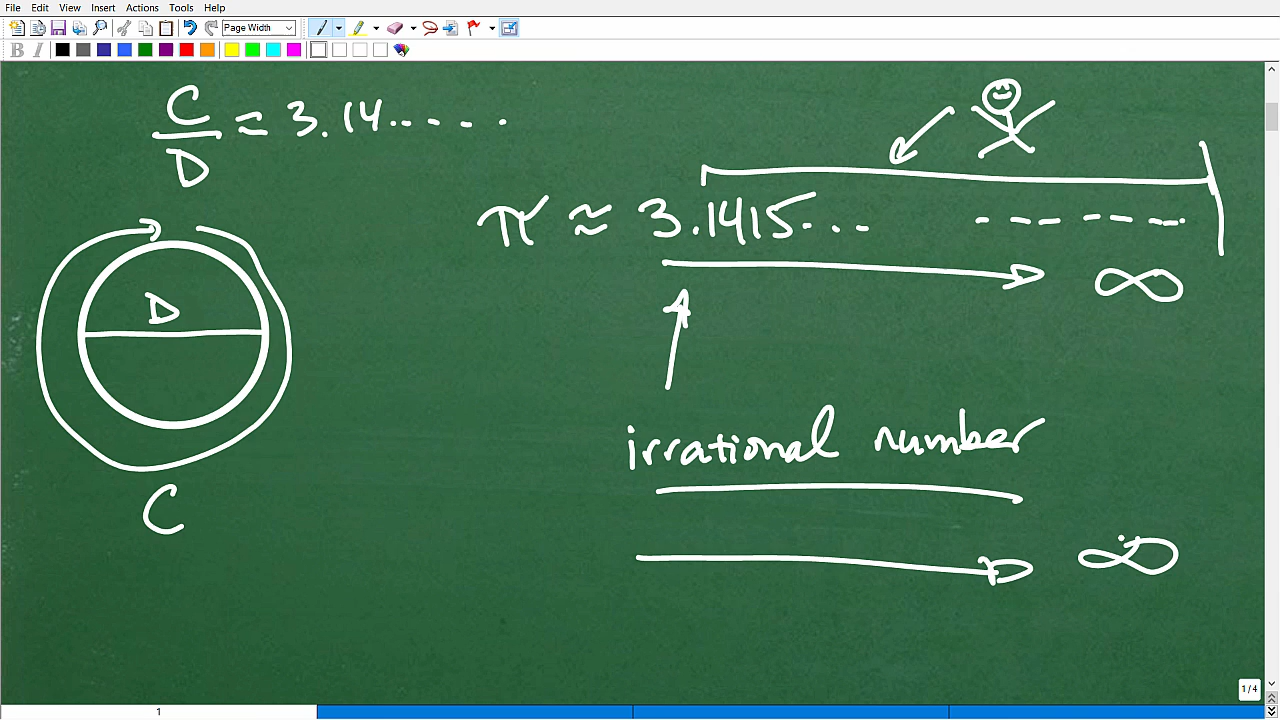 File Edit View Insert Actions Tools Help
Page Width
B I
C/D ≈ 3.14.....
π ≈ 3.1415... ------
∞
D
irrational number
C
∞
1/4
1